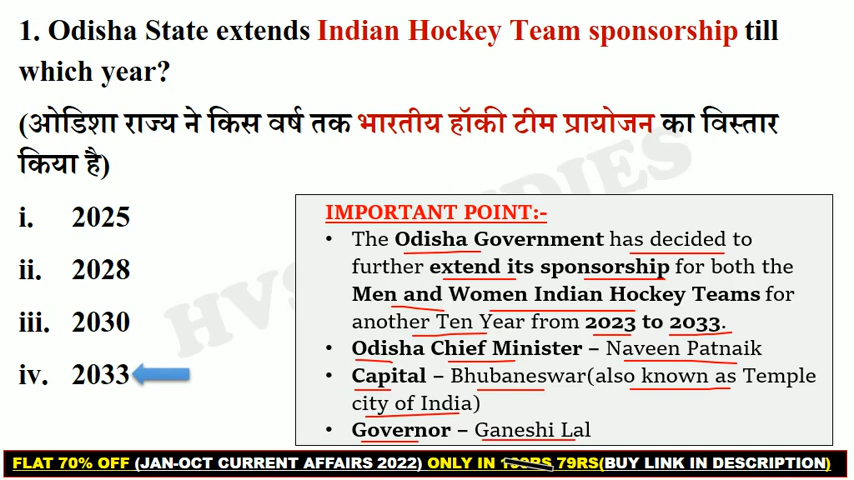 1. Odisha State extends Indian Hockey Team sponsorship till
which year?
(ओडिशा राज्य ने किस वर्ष तक भारतीय हॉकी टीम प्रायोजन का विस्तार
किया है)
i. 2025
ii. 2028
iii. 2030
iv. 2033
IMPORTANT POINT:-
• The Odisha Government has decided to
further extend its sponsorship for both the
Men and Women Indian Hockey Teams for
another Ten Year from 2023 to 2033.
• Odisha Chief Minister – Naveen Patnaik
• Capital – Bhubaneswar(also known as Temple
city of India)
• Governor – Ganeshi Lal
FLAT 70% OFF (JAN-OCT CURRENT AFFAIRS 2022) ONLY IN 199RS 79RS(BUY LINK IN DESCRIPTION)